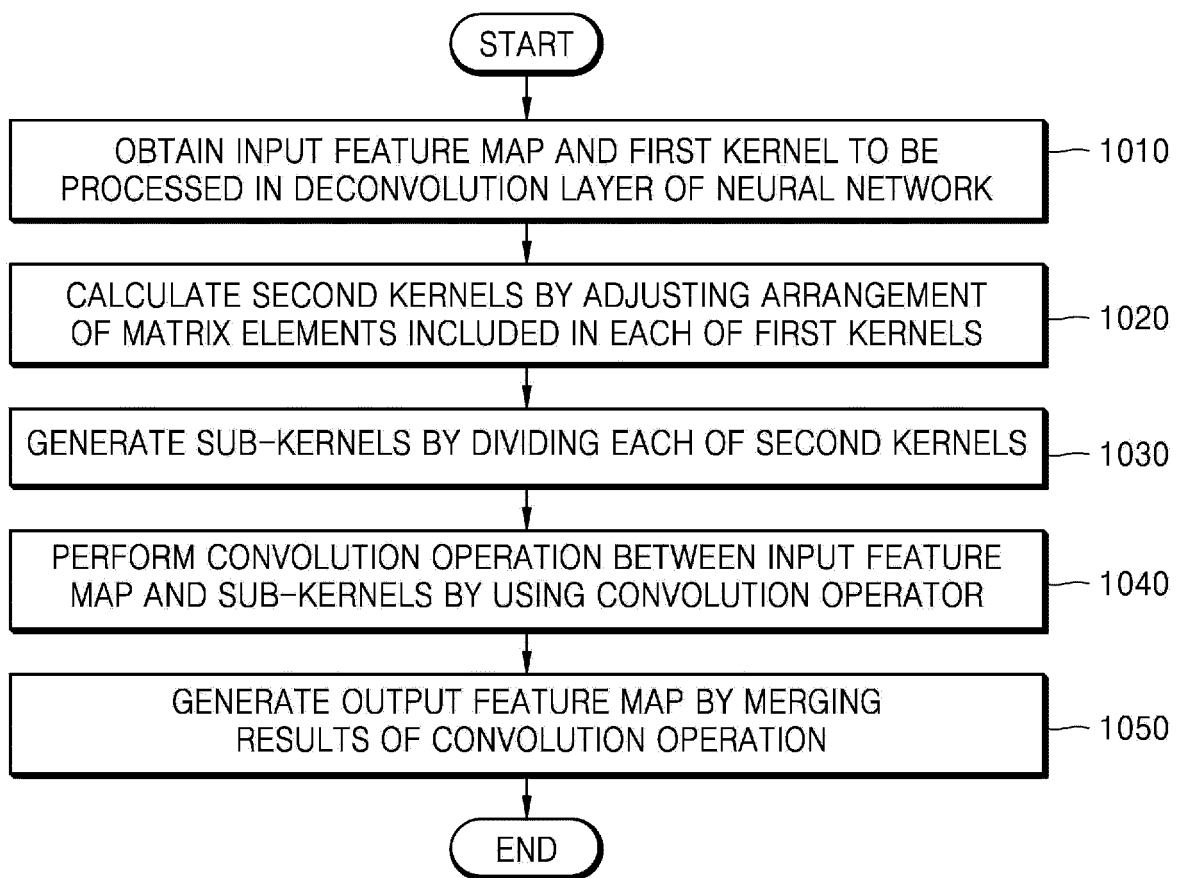 START
OBTAIN INPUT FEATURE MAP AND FIRST KERNEL TO BE
PROCESSED IN DECONVOLUTION LAYER OF NEURAL NETWORK
1010
CALCULATE SECOND KERNELS BY ADJUSTING ARRANGEMENT
OF MATRIX ELEMENTS INCLUDED IN EACH OF FIRST KERNELS
1020
GENERATE SUB-KERNELS BY DIVIDING EACH OF SECOND KERNELS
1030
PERFORM CONVOLUTION OPERATION BETWEEN INPUT FEATURE
MAP AND SUB-KERNELS BY USING CONVOLUTION OPERATOR
1040
GENERATE OUTPUT FEATURE MAP BY MERGING
RESULTS OF CONVOLUTION OPERATION
1050
END